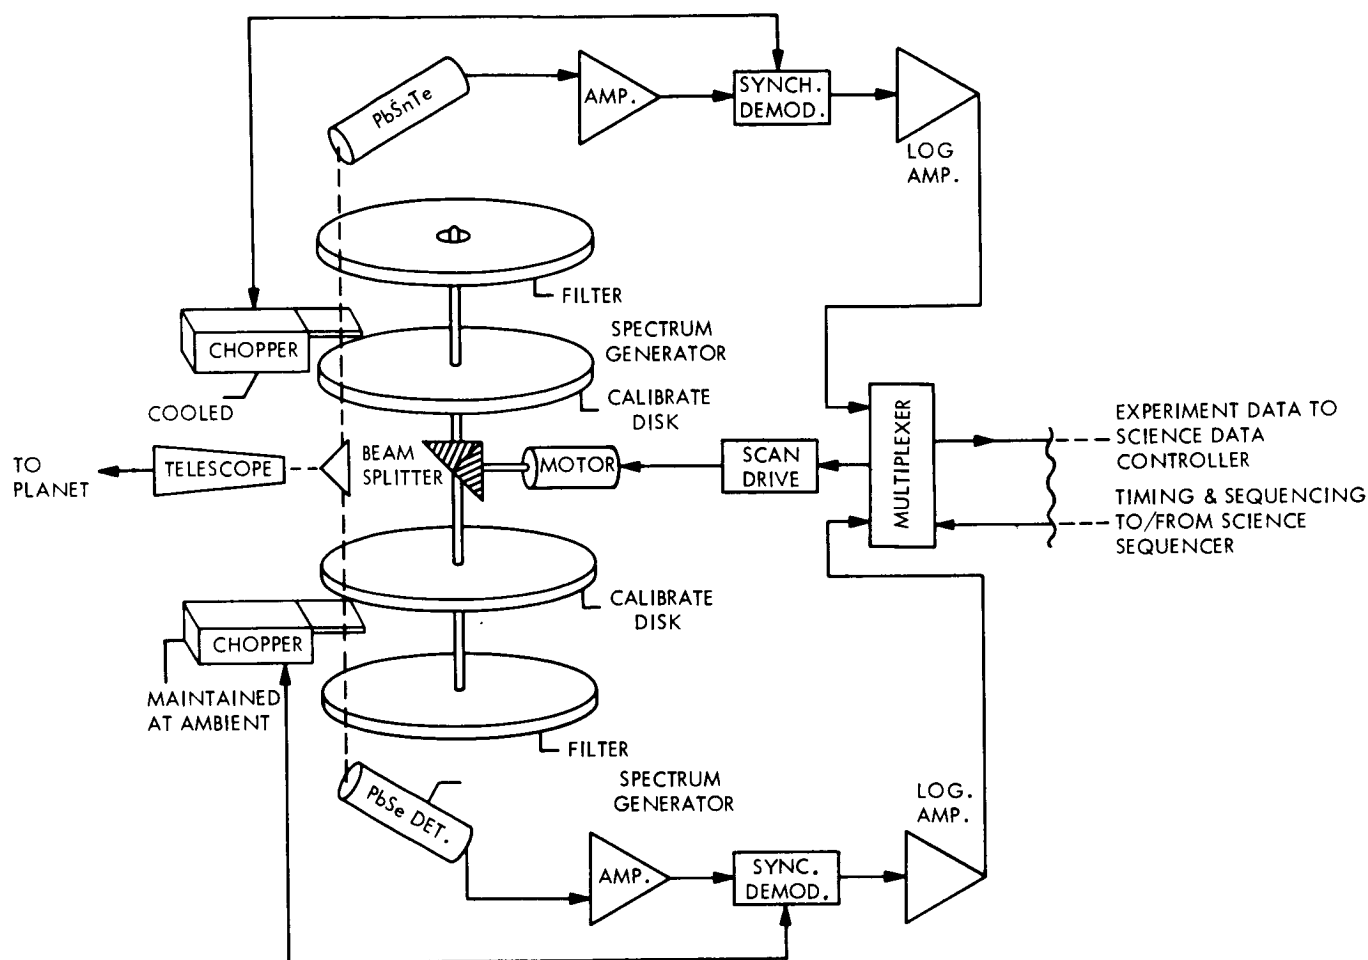 PbSnTe
AMP.
SYNCH.
DEMOD.
LOG
AMP.
FILTER
SPECTRUM
GENERATOR
CHOPPER
COOLED
CALIBRATE
DISK
TO
PLANET
TELESCOPE
BEAM
SPLITTER
MOTOR
SCAN
DRIVE
MULTIPLEXER
EXPERIMENT DATA TO
SCIENCE DATA
CONTROLLER
TIMING & SEQUENCING
TO/FROM SCIENCE
SEQUENCER
CALIBRATE
DISK
CHOPPER
MAINTAINED
AT AMBIENT
FILTER
PbSe DET.
SPECTRUM
GENERATOR
AMP.
SYNC.
DEMOD.
LOG.
AMP.